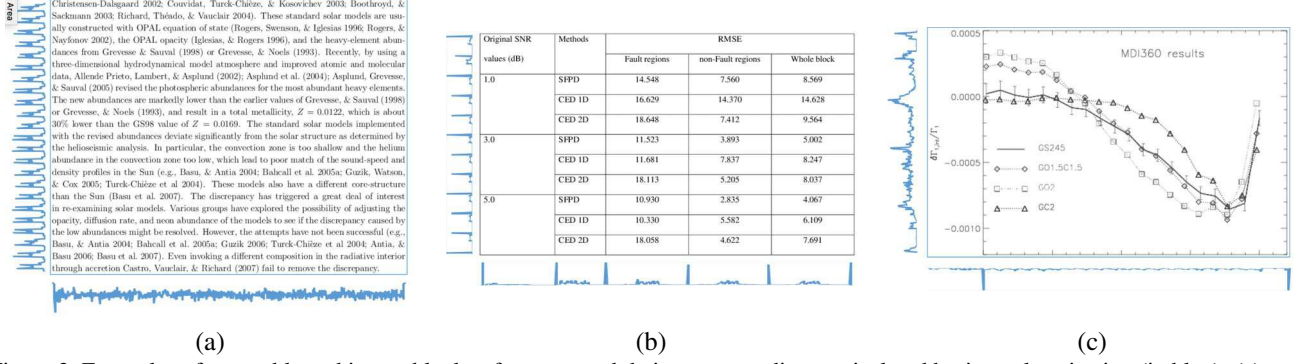 Area
Christensen-Dalsgaard 2002; Couvidat, Turck-Chièze, & Kosovichev 2003; Boothroyd, &
Sackmann 2003; Richard, Théado, & Vauclair 2004). These standard solar models are usu-
ally constructed with OPAL equation of state (Rogers, Swenson, & Iglesias 1996; Rogers, &
Nayfonov 2002), the OPAL opacity (Iglesias, & Rogers 1996), and the heavy-element abun-
dances from Grevesse & Sauval (1998) or Grevesse, & Noels (1993). Recently, by using a
three-dimensional hydrodynamical model atmosphere and improved atomic and molecular
data, Allende Prieto, Lambert, & Asplund (2002); Asplund et al. (2004); Asplund, Grevesse,
& Sauval (2005) revised the photospheric abundances for the most abundant heavy elements.
The new abundances are markedly lower than the earlier values of Grevesse, & Sauval (1998)
or Grevesse, & Noels (1993), and result in a total metallicity, Z = 0.0122, which is about
30% lower than the GS98 value of Z = 0.0169. The standard solar models implemented
with the revised abundances deviate significantly from the solar structure as determined by
the helioseismic analysis. In particular, the convection zone is too shallow and the helium
abundance in the convection zone too low, which lead to poor match of the sound-speed and
density profiles in the Sun (e.g., Basu, & Antia 2004; Bahcall et al. 2005a; Guzik, Watson,
& Cox 2005; Turck-Chièze et al 2004). These models also have a different core-structure
than the Sun (Basu et al. 2007). The discrepancy has triggered a great deal of interest
in re-examining solar models. Various groups have explored the possibility of adjusting the
opacity, diffusion rate, and neon abundance of the models to see if the discrepancy caused by
the low abundances might be resolved. However, the attempts have not been successful (e.g.,
Basu, & Antia 2004; Bahcall et al. 2005a; Guzik 2006; Turck-Chièze et al 2004; Antia, &
Basu 2006; Basu et al. 2007). Even invoking a different composition in the radiative interior
through accretion Castro, Vauclair, & Richard (2007) fail to remove the discrepancy.
(a)
Original SNR values (dB) Methods RMSE
Fault regions non-Fault regions Whole block
1.0 SFPD 14.548 7.560 8.569
CED 1D 16.629 14.370 14.628
CED 2D 18.648 7.412 9.564
3.0 SFPD 11.523 3.893 5.002
CED 1D 11.681 7.837 8.247
CED 2D 18.113 5.205 8.037
5.0 SFPD 10.930 2.835 4.067
CED 1D 10.330 5.582 6.109
CED 2D 18.058 4.622 7.691
(b)
MDI360 results
0.0005
0.0000
-0.0005
-0.0010
δΓ₁,ᵢₙₜ/Γ₁
GS245
GO1.5C1.5
GO2
GC2
(c)